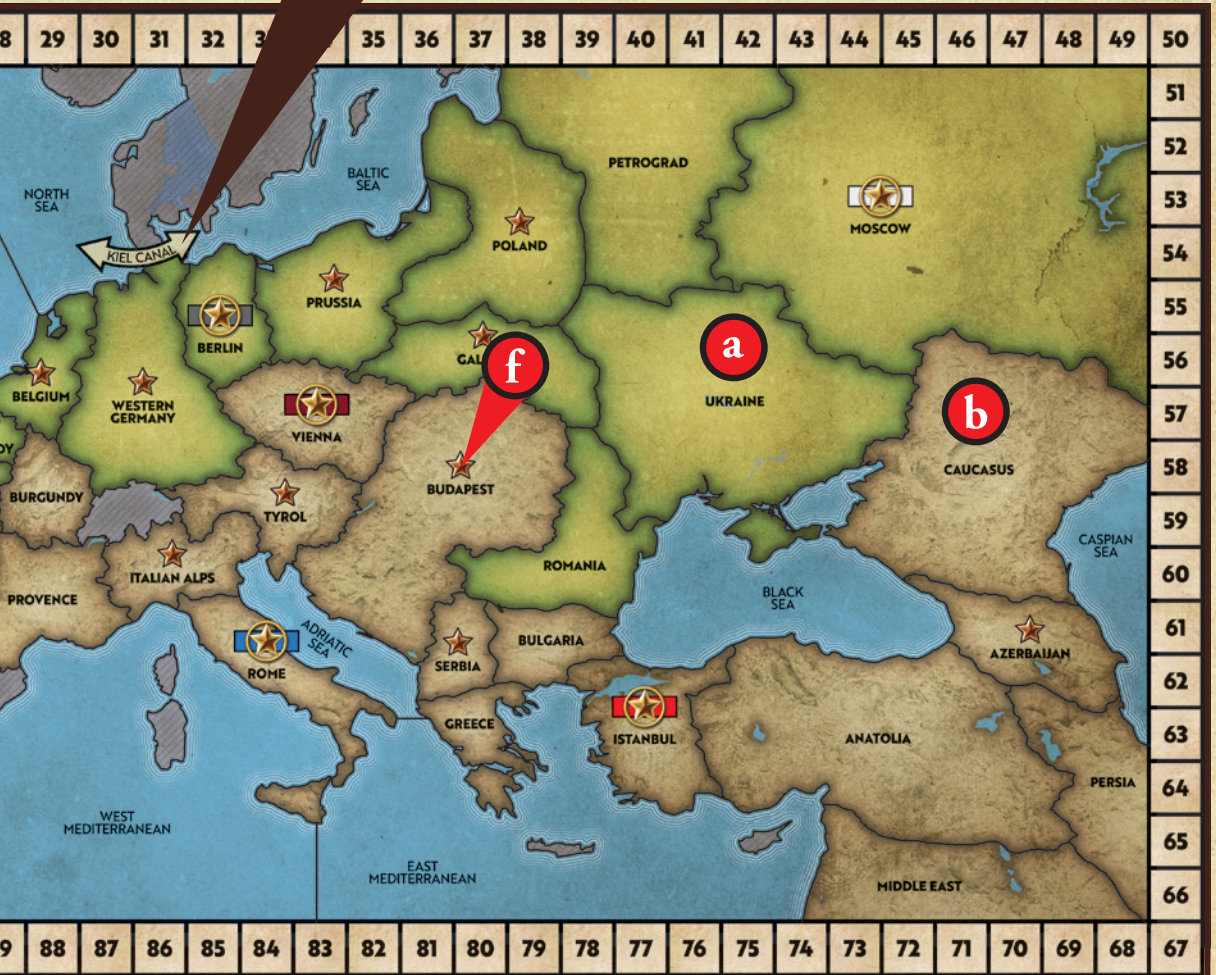 8 29 30 31 32 35 36 37 38 39 40 41 42 43 44 45 46 47 48 49 50
51
52
53
54
55
56
57
58
59
60
61
62
63
64
65
66
NORTH
SEA
BALTIC
SEA
PETROGRAD
MOSCOW
KIEL CANAL
POLAND
PRUSSIA
BERLIN
a
f
b
BELGIUM
WESTERN
GERMANY
VIENNA
UKRAINE
CAUCASUS
BURGUNDY
TYROL
BUDAPEST
CASPIAN
SEA
ITALIAN ALPS
ROMANIA
PROVENCE
BLACK
SEA
ADRIATIC
SEA
ROME
SERBIA
BULGARIA
AZERBAIJAN
GREECE
ISTANBUL
ANATOLIA
PERSIA
WEST
MEDITERRANEAN
EAST
MEDITERRANEAN
MIDDLE EAST
9 88 87 86 85 84 83 82 81 80 79 78 77 76 75 74 73 72 71 70 69 68 67